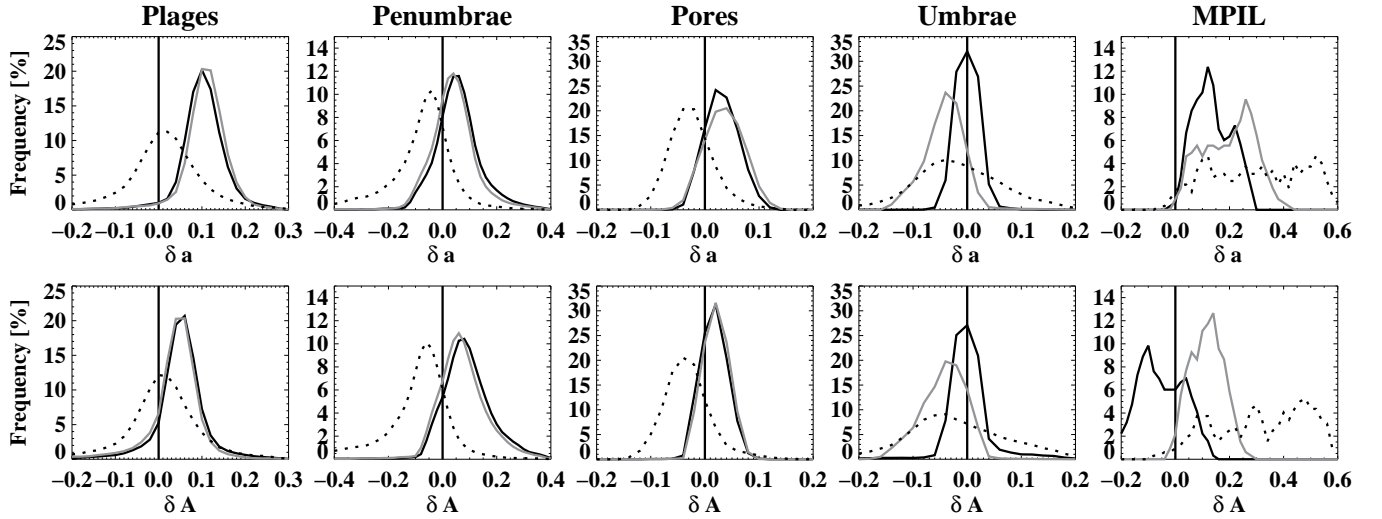 Plages Penumbrae Pores Umbrae MPIL
Frequency [%]
25 20 15 10 5 0
−0.2 −0.1 0.0 0.1 0.2 0.3
δ a
14 12 10 8 6 4 2 0
−0.4 −0.2 0.0 0.2 0.4
δ a
35 30 25 20 15 10 5 0
−0.2 −0.1 0.0 0.1 0.2
δ a
35 30 25 20 15 10 5 0
−0.2 −0.1 0.0 0.1 0.2
δ a
14 12 10 8 6 4 2 0
−0.2 0.0 0.2 0.4 0.6
δ a
Frequency [%]
25 20 15 10 5 0
−0.2 −0.1 0.0 0.1 0.2 0.3
δ A
14 12 10 8 6 4 2 0
−0.4 −0.2 0.0 0.2 0.4
δ A
35 30 25 20 15 10 5 0
−0.2 −0.1 0.0 0.1 0.2
δ A
35 30 25 20 15 10 5 0
−0.2 −0.1 0.0 0.1 0.2
δ A
14 12 10 8 6 4 2 0
−0.2 0.0 0.2 0.4 0.6
δ A